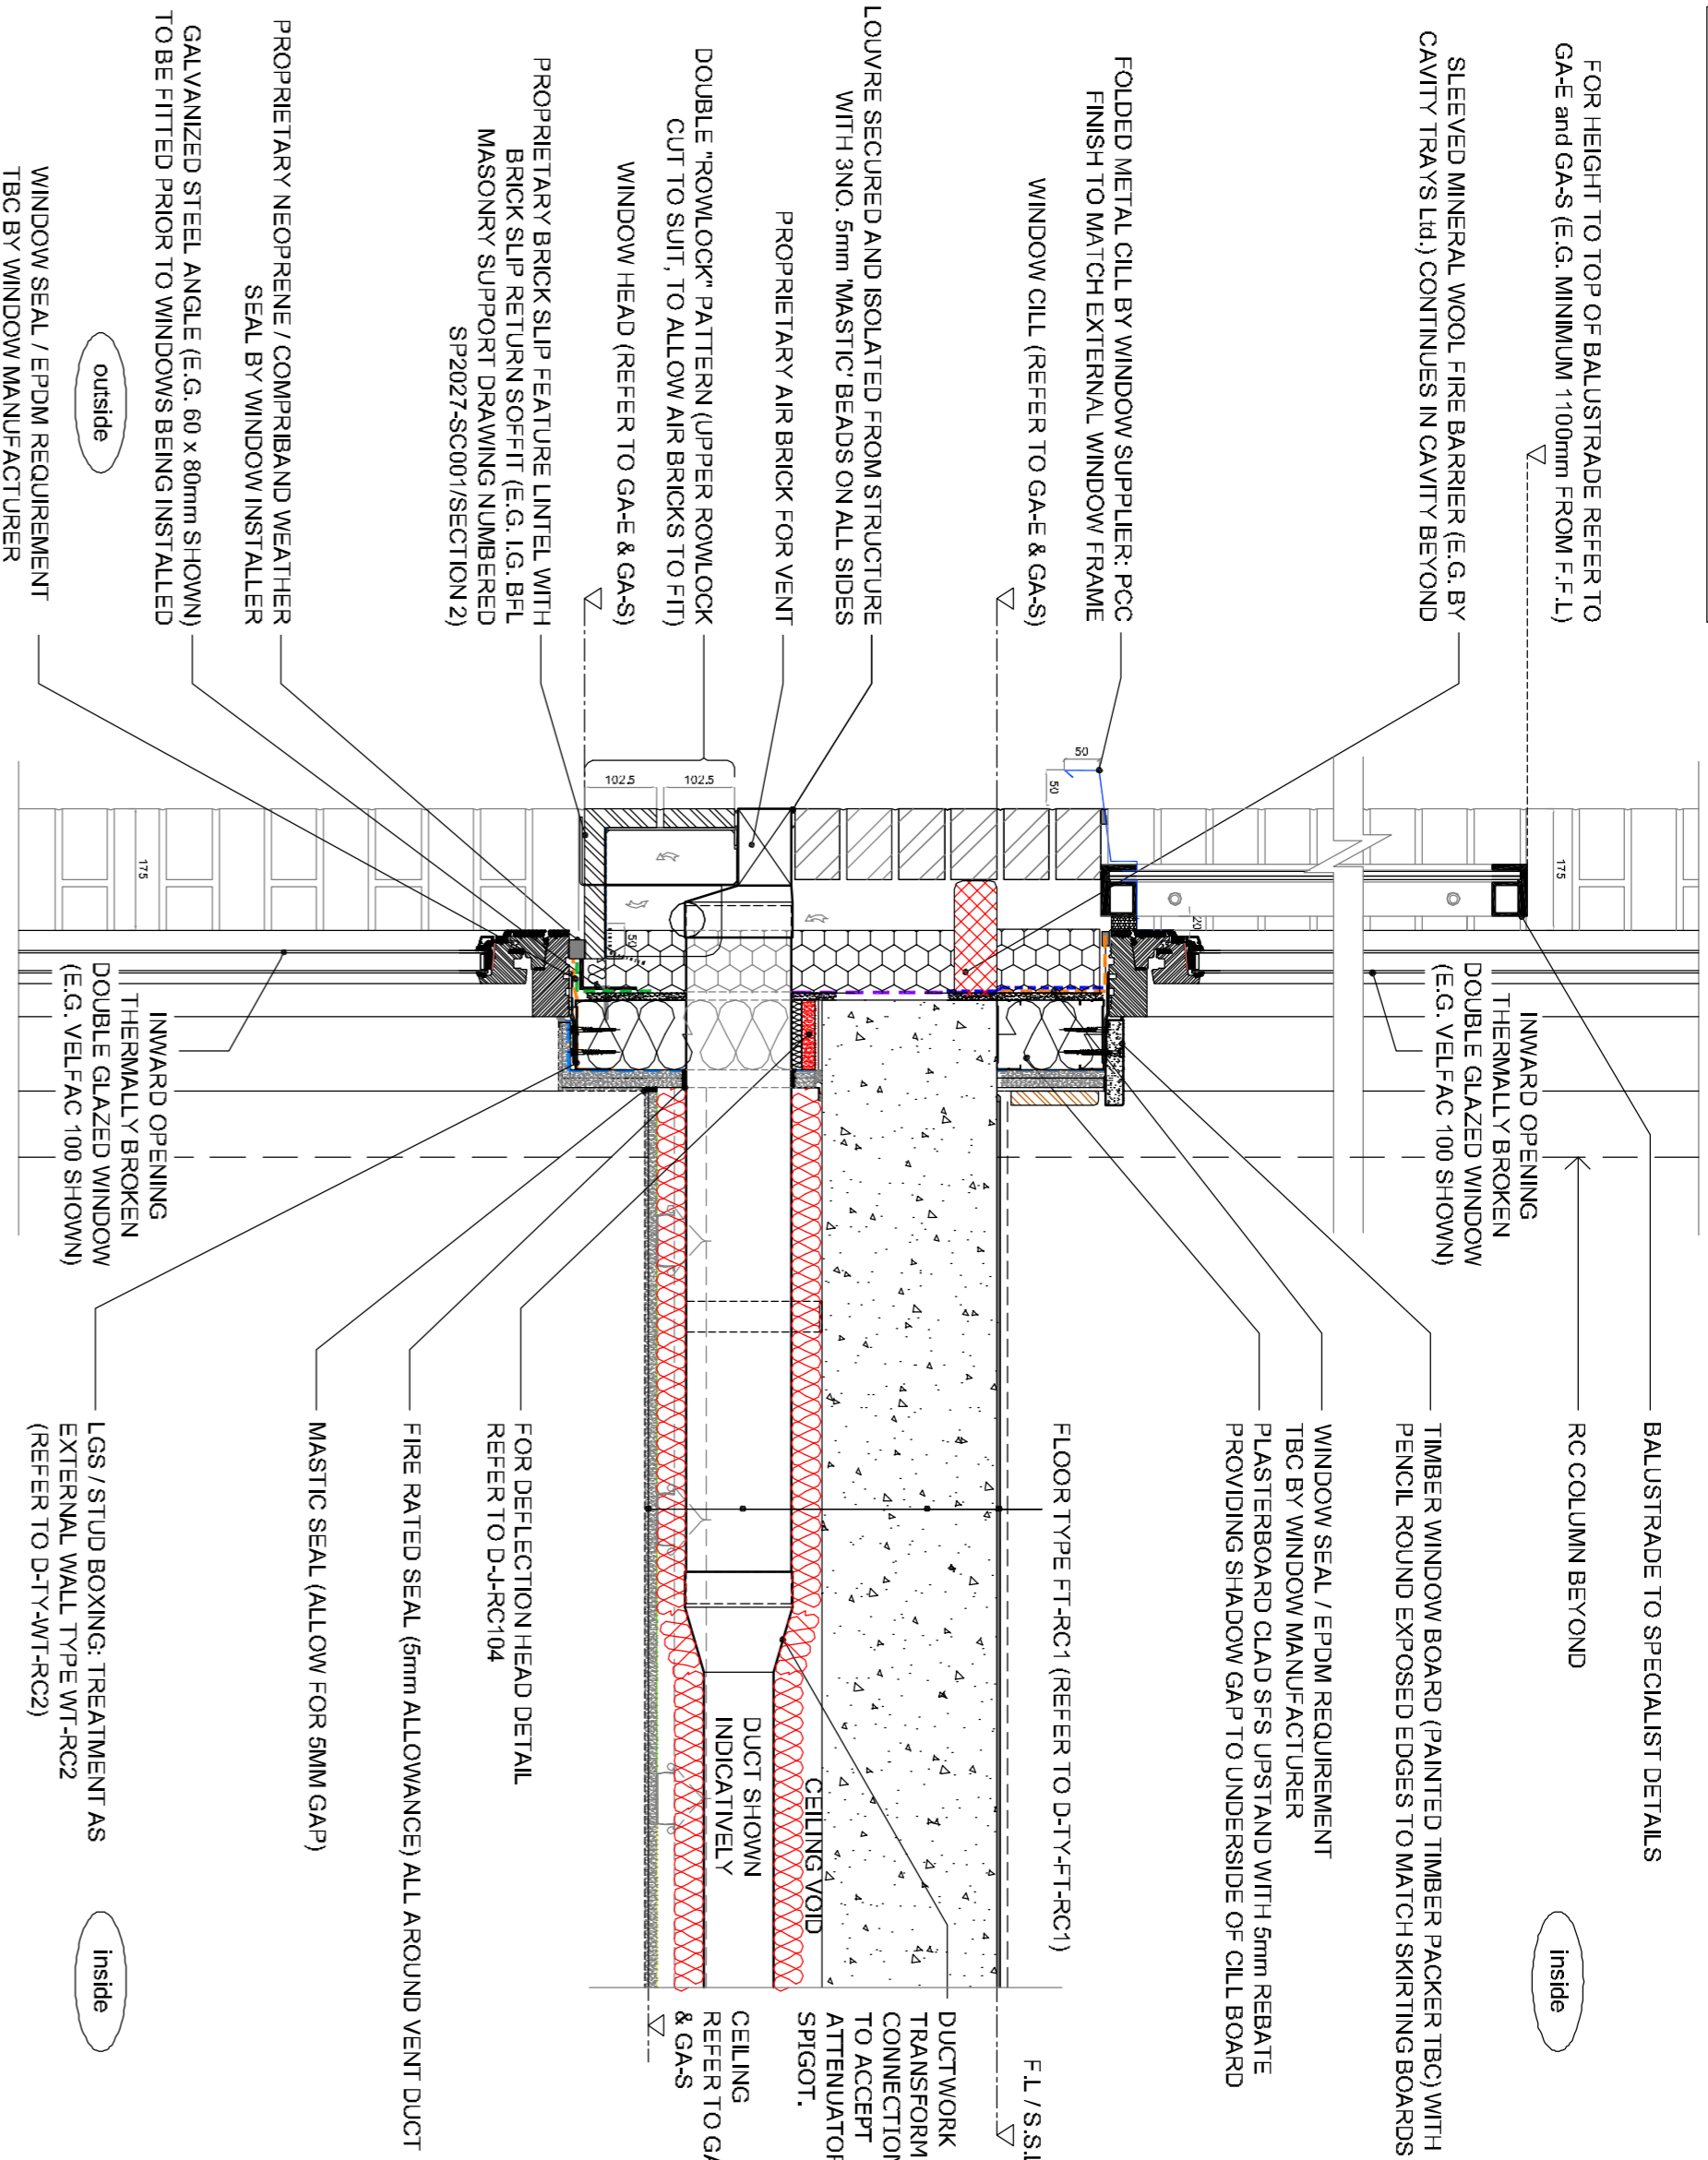 FOR HEIGHT TO TOP OF BALUSTRADE REFER TO
GA-E and GA-S (E.G. MINIMUM 1100mm FROM F.F.L)
SLEEVED MINERAL WOOL FIRE BARRIER (E.G. BY
CAVITY TRAYS Ltd.) CONTINUES IN CAVITY BEYOND
FOLDED METAL CILL BY WINDOW SUPPLIER: PCC
FINISH TO MATCH EXTERNAL WINDOW FRAME
WINDOW CILL (REFER TO GA-E & GA-S)
LOUVRE SECURED AND ISOLATED FROM STRUCTURE
WITH 3NO. 5mm 'MASTIC' BEADS ON ALL SIDES
PROPRIETARY AIR BRICK FOR VENT
DOUBLE "ROWLOCK" PATTERN (UPPER ROWLOCK
CUT TO SUIT, TO ALLOW AIR BRICKS TO FIT)
WINDOW HEAD (REFER TO GA-E & GA-S)
PROPRIETARY BRICK SLIP FEATURE LINTEL WITH
BRICK SLIP RETURN SOFFIT (E.G. I.G. BFL
MASONRY SUPPORT DRAWING NUMBERED
SP2027-SC001/SECTION 2)
PROPRIETARY NEOPRENE / COMPRIBAND WEATHER
SEAL BY WINDOW INSTALLER
GALVANIZED STEEL ANGLE (E.G. 60 x 80mm SHOWN)
TO BE FITTED PRIOR TO WINDOWS BEING INSTALLED
outside
WINDOW SEAL / EPDM REQUIREMENT
TBC BY WINDOW MANUFACTURER
175
20
50
50
102.5
102.5
50
175
INWARD OPENING
THERMALLY BROKEN
DOUBLE GLAZED WINDOW
(E.G. VELFAC 100 SHOWN)
INWARD OPENING
THERMALLY BROKEN
DOUBLE GLAZED WINDOW
(E.G. VELFAC 100 SHOWN)
BALUSTRADE TO SPECIALIST DETAILS
RC COLUMN BEYOND
inside
TIMBER WINDOW BOARD (PAINTED TIMBER PACKER TBC) WITH
PENCIL ROUND EXPOSED EDGES TO MATCH SKIRTING BOARDS
WINDOW SEAL / EPDM REQUIREMENT
TBC BY WINDOW MANUFACTURER
PLASTERBOARD CLAD SFS UPSTAND WITH 5mm REBATE
PROVIDING SHADOW GAP TO UNDERSIDE OF CILL BOARD
FLOOR TYPE FT-RC1 (REFER TO D-TY-FT-RC1)
F.L / S.S.L
DUCTWORK
TRANSFORM
CONNECTION
TO ACCEPT
ATTENUATOR
SPIGOT.
CEILING VOID
DUCT SHOWN
INDICATIVELY
CEILING
REFER TO GA
& GA-S
FOR DEFLECTION HEAD DETAIL
REFER TO D-J-RC104
FIRE RATED SEAL (5mm ALLOWANCE) ALL AROUND VENT DUCT
MASTIC SEAL (ALLOW FOR 5MM GAP)
LGS / STUD BOXING: TREATMENT AS
EXTERNAL WALL TYPE WT-RC2
(REFER TO D-TY-WT-RC2)
inside